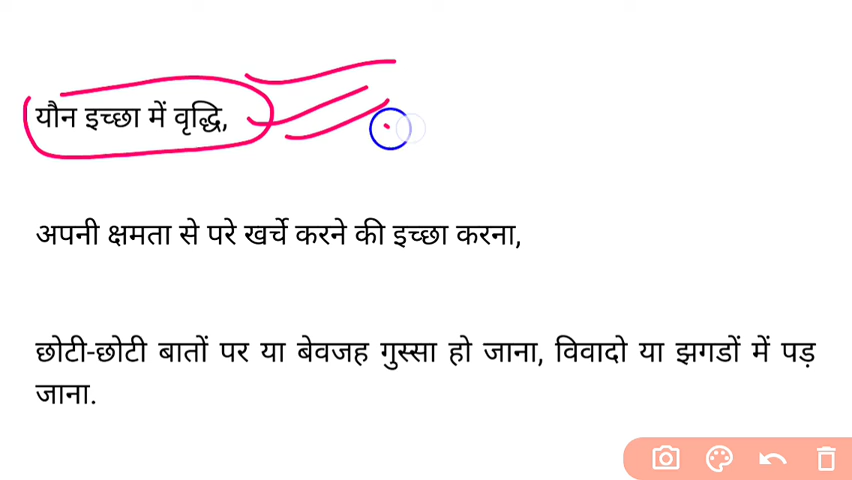 यौन इच्छा में वृद्धि,
अपनी क्षमता से परे खर्चे करने की इच्छा करना,
छोटी-छोटी बातों पर या बेवजह गुस्सा हो जाना, विवादो या झगडों में पड़
जाना.